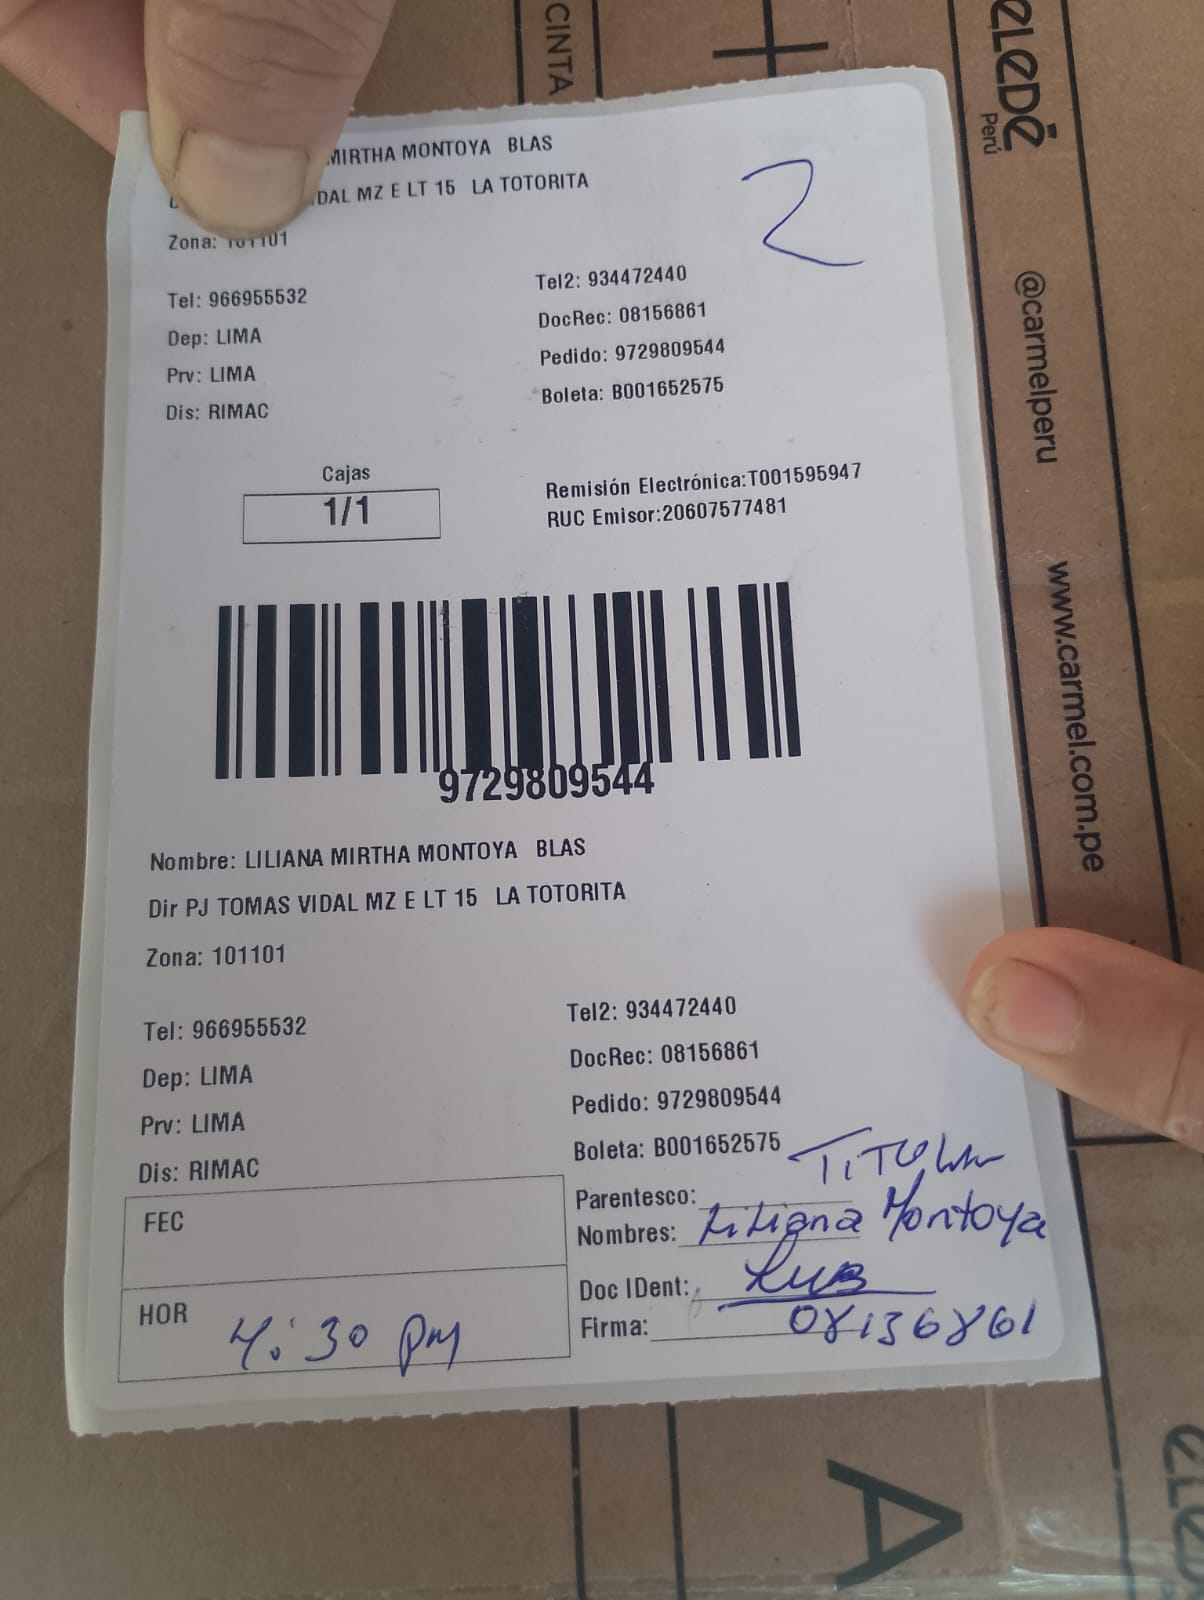 MIRTHA MONTOYA BLAS
DAL MZ E LT 15 LA TOTORITA
2
Zona: 101101
Tel: 966955532
Tel2: 934472440
Dep: LIMA
DocRec: 08156861
Prv: LIMA
Pedido: 9729809544
Dis: RIMAC
Boleta: B001652575
Cajas
1/1
Remisión Electrónica:T001595947
RUC Emisor:20607577481
9729809544
Nombre: LILIANA MIRTHA MONTOYA BLAS
Dir PJ TOMAS VIDAL MZ E LT 15 LA TOTORITA
Zona: 101101
Tel: 966955532
Tel2: 934472440
Dep: LIMA
DocRec: 08156861
Prv: LIMA
Pedido: 9729809544
Dis: RIMAC
Boleta: B001652575
FEC
Parentesco: TiTular
Nombres: Liliana Montoya
HOR 4:30 pm
Doc IDent:
Firma: 08156861
CINTA
eLeDé
Perú
@carmelperu
www.carmel.com.pe
A